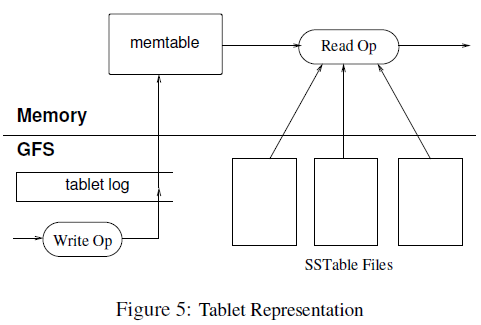 memtable
Read Op
Memory
GFS
tablet log
Write Op
SSTable Files
Figure 5: Tablet Representation